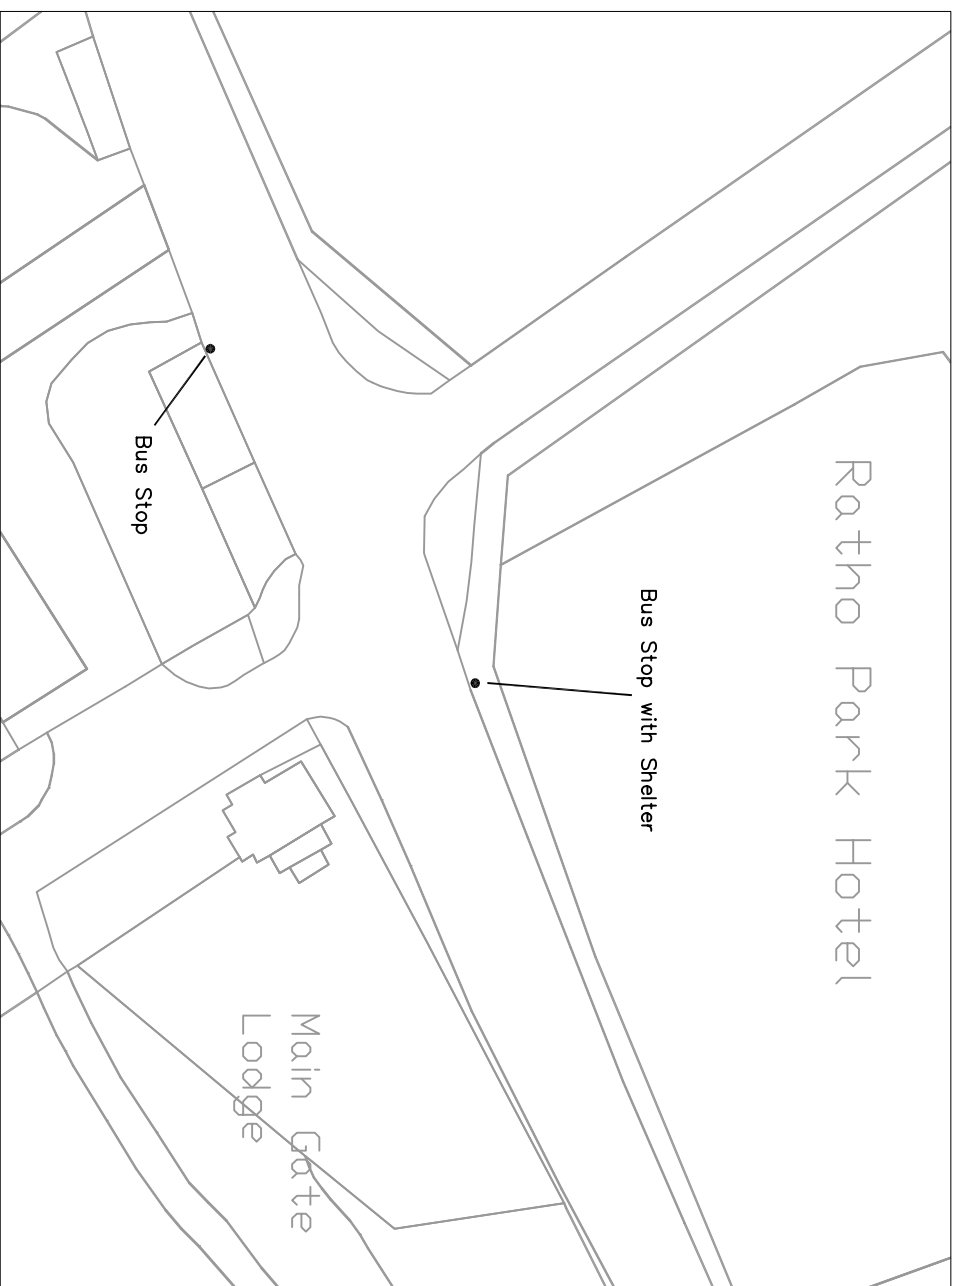 Ratho Park Hotel
Bus Stop with Shelter
Main Gate
Lodge
Bus Stop